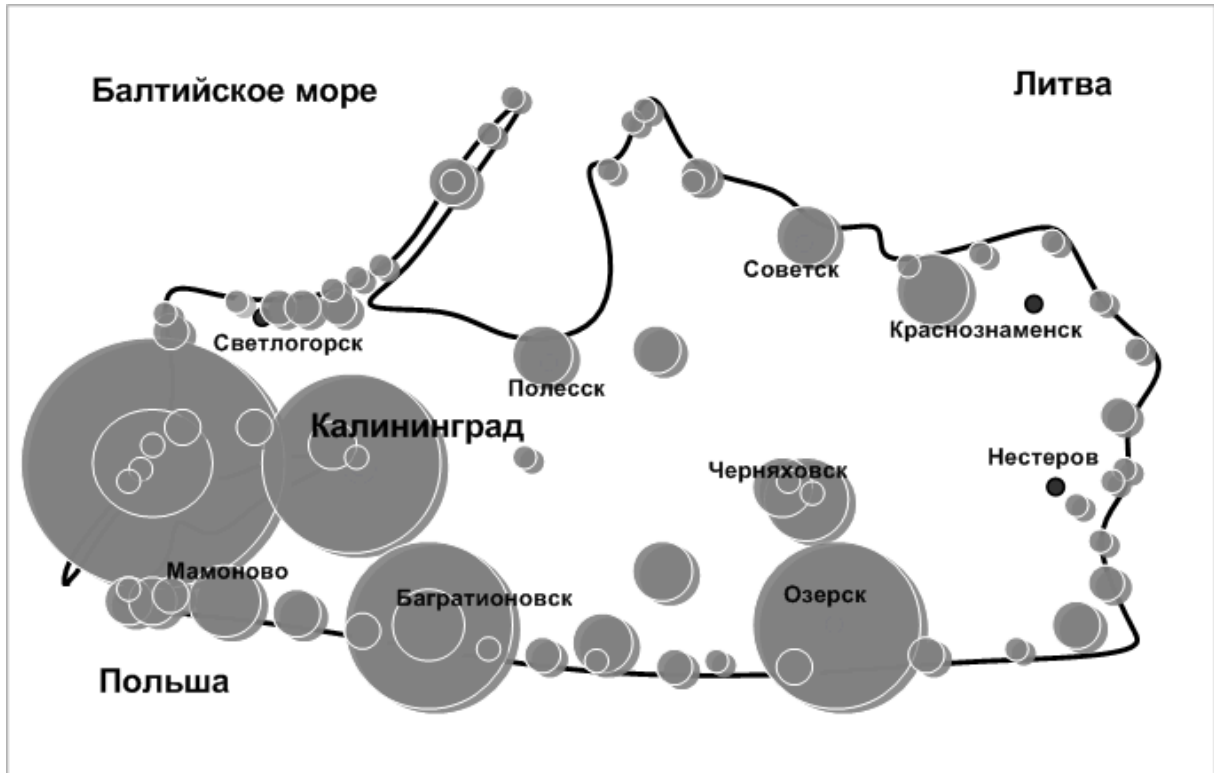 Балтийское море
Литва
Советск
Краснознаменск
Светлогорск
Полесск
Калининград
Черняховск
Нестеров
Мамоново
Багратионовск
Озерск
Польша